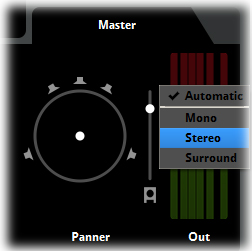 Master
Automatic
Mono
Stereo
Surround
Panner
Out